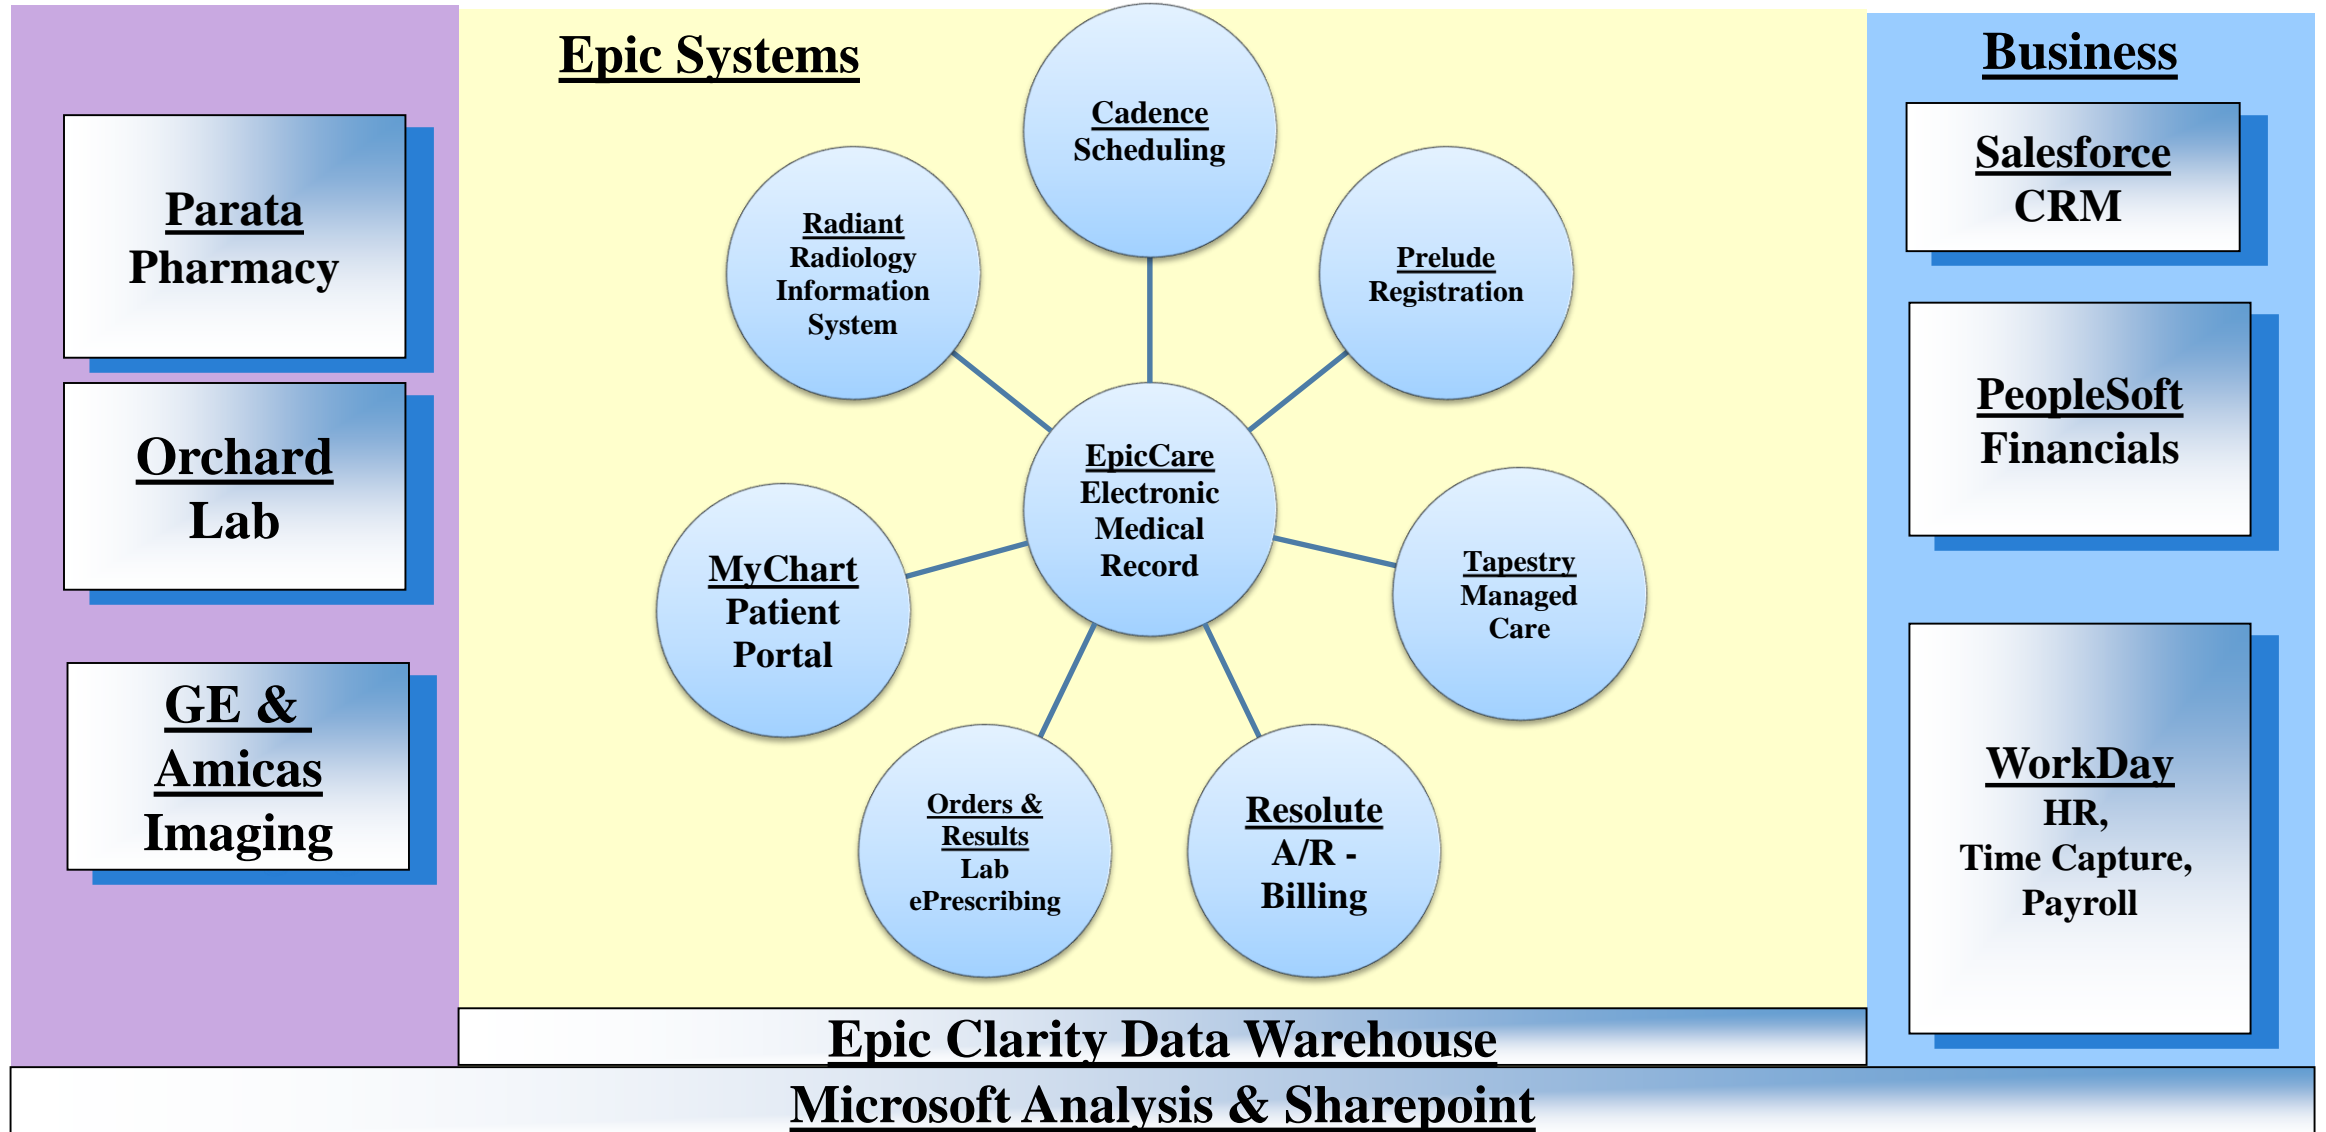 Parata
Pharmacy
Orchard
Lab
GE &
Amicas
Imaging
Epic Systems
Cadence
Scheduling
Radiant
Radiology
Information
System
Prelude
Registration
EpicCare
Electronic
Medical
Record
MyChart
Patient
Portal
Tapestry
Managed
Care
Orders &
Results
Lab
ePrescribing
Resolute
A/R -
Billing
Business
Salesforce
CRM
PeopleSoft
Financials
WorkDay
HR,
Time Capture,
Payroll
Epic Clarity Data Warehouse
Microsoft Analysis & Sharepoint